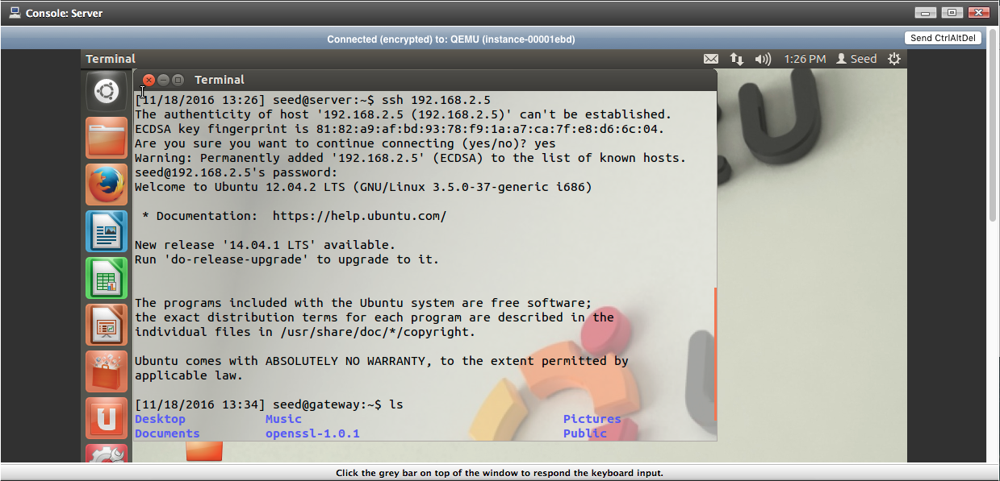 Console: Server
Connected (encrypted) to: QEMU (instance-00001ebd)
Send CtrlAltDel
Terminal
1:26 PM
Seed
Terminal
[11/18/2016 13:26] seed@server:~$ ssh 192.168.2.5
The authenticity of host '192.168.2.5 (192.168.2.5)' can't be established.
ECDSA key fingerprint is 81:82:a9:af:bd:93:78:f9:1a:a7:ca:7f:e8:d6:6c:04.
Are you sure you want to continue connecting (yes/no)? yes
Warning: Permanently added '192.168.2.5' (ECDSA) to the list of known hosts.
seed@192.168.2.5's password:
Welcome to Ubuntu 12.04.2 LTS (GNU/Linux 3.5.0-37-generic i686)
* Documentation:  https://help.ubuntu.com/
New release '14.04.1 LTS' available.
Run 'do-release-upgrade' to upgrade to it.
The programs included with the Ubuntu system are free software;
the exact distribution terms for each program are described in the
individual files in /usr/share/doc/*/copyright.
Ubuntu comes with ABSOLUTELY NO WARRANTY, to the extent permitted by
applicable law.
[11/18/2016 13:34] seed@gateway:~$ ls
Desktop Music Pictures
Documents openssl-1.0.1 Public
Click the grey bar on top of the window to respond the keyboard input.